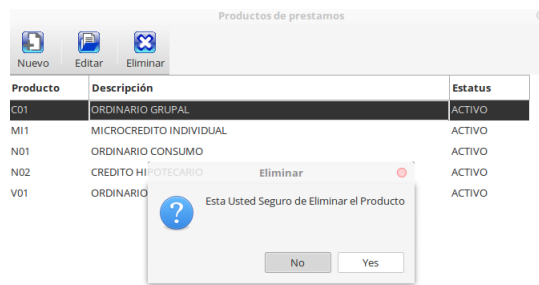 Productos de prestamos
Nuevo Editar Eliminar
Producto Descripción Estatus
C01 ORDINARIO GRUPAL ACTIVO
MI1 MICROCREDITO INDIVIDUAL ACTIVO
N01 ORDINARIO CONSUMO ACTIVO
N02 CREDITO HIPOTECARIO ACTIVO
V01 ORDINARIO ACTIVO
Eliminar
Esta Usted Seguro de Eliminar el Producto
No Yes